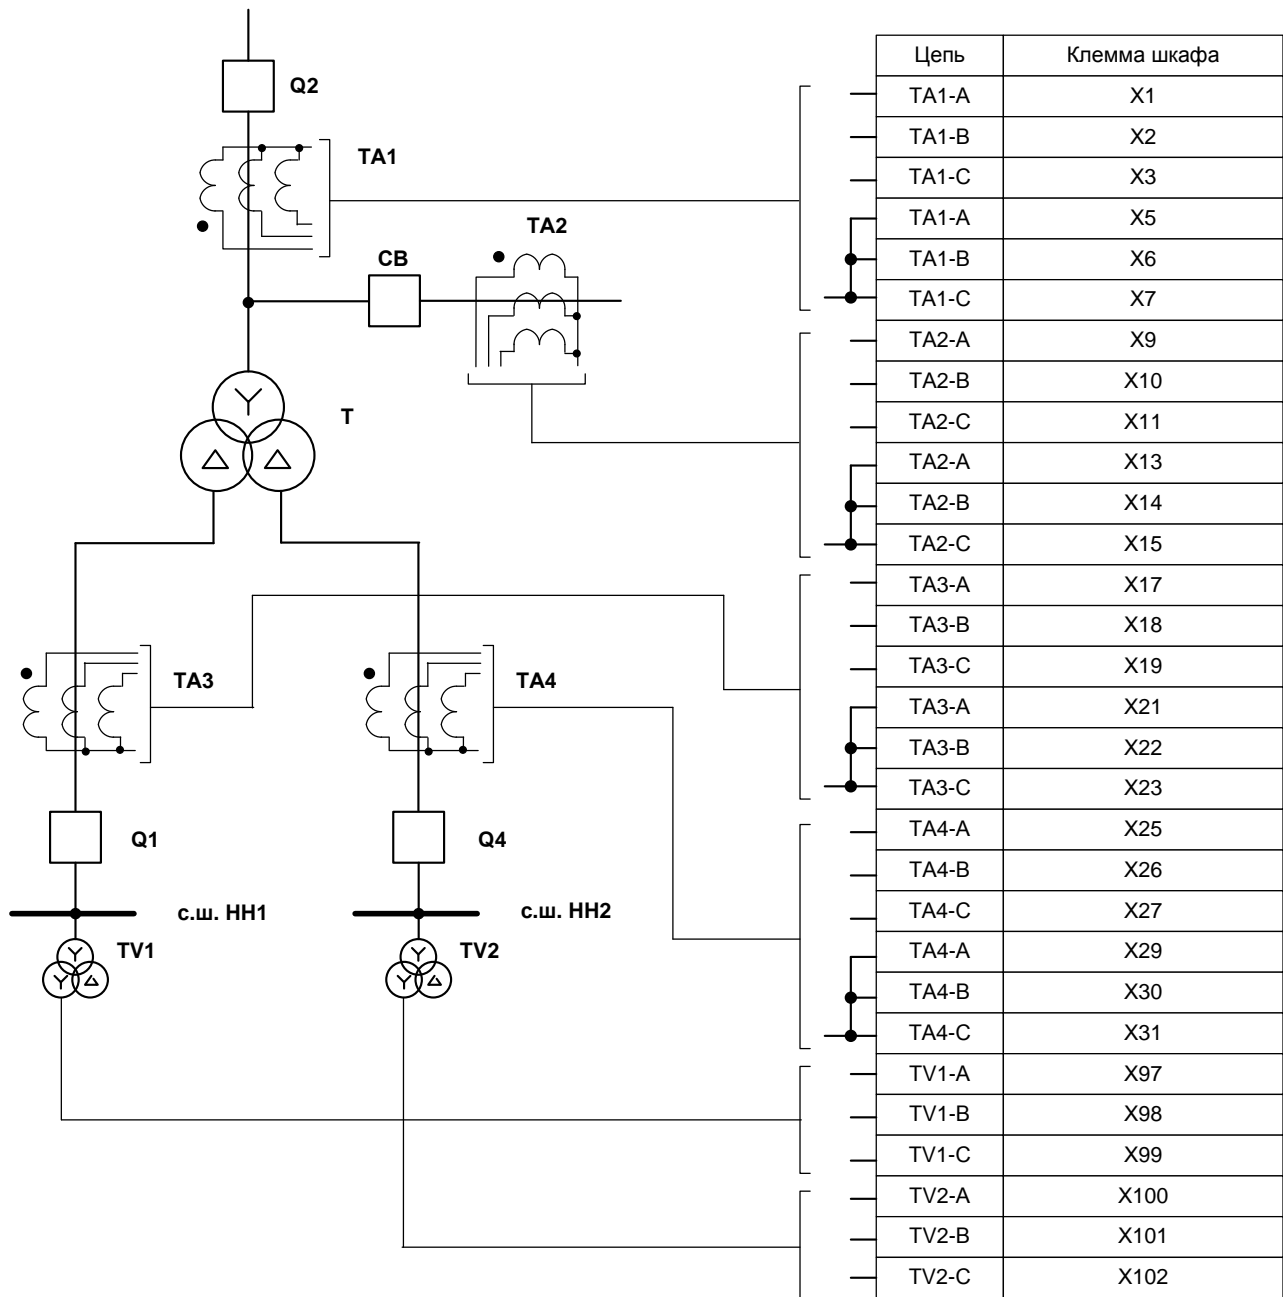 Q2
TA1
TA2
СВ
T
TA3
TA4
Q1
Q4
с.ш. НН1
с.ш. НН2
TV1
TV2
Цепь Клемма шкафа
TA1-A X1
TA1-B X2
TA1-C X3
TA1-A X5
TA1-B X6
TA1-C X7
TA2-A X9
TA2-B X10
TA2-C X11
TA2-A X13
TA2-B X14
TA2-C X15
TA3-A X17
TA3-B X18
TA3-C X19
TA3-A X21
TA3-B X22
TA3-C X23
TA4-A X25
TA4-B X26
TA4-C X27
TA4-A X29
TA4-B X30
TA4-C X31
TV1-A X97
TV1-B X98
TV1-C X99
TV2-A X100
TV2-B X101
TV2-C X102